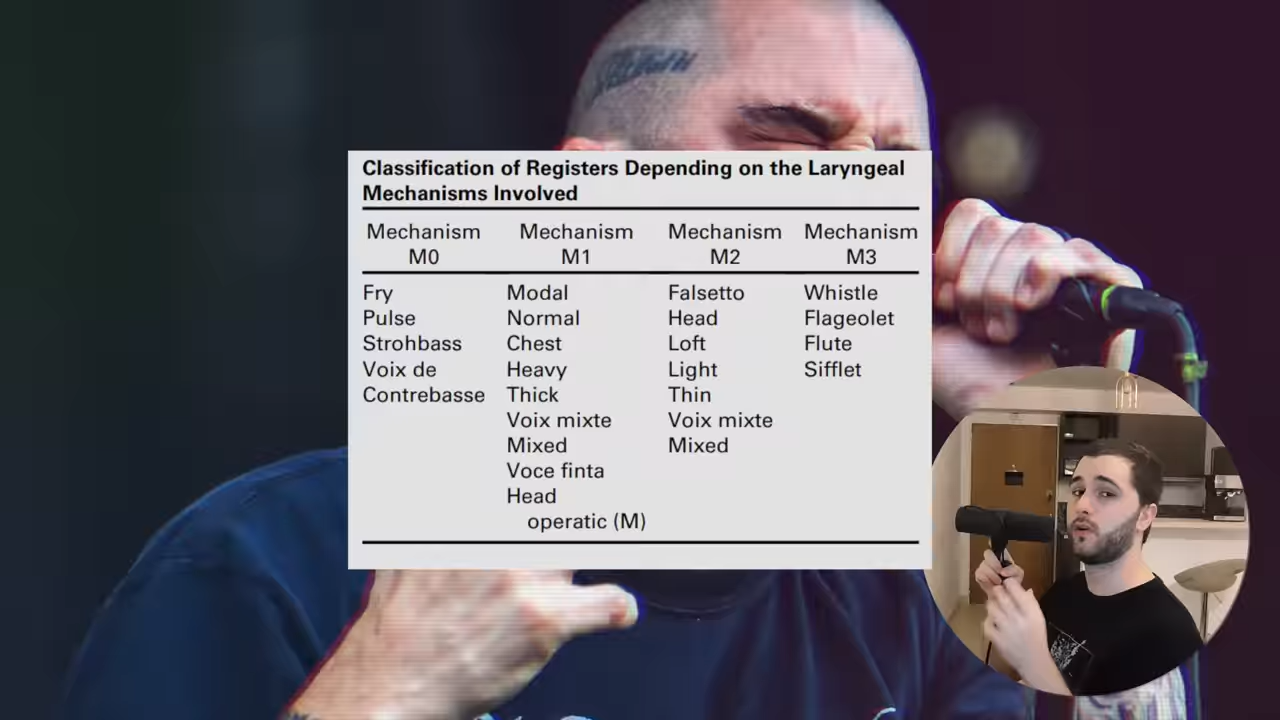 Classification of Registers Depending on the Laryngeal
Mechanisms Involved
Mechanism M0
Mechanism M1
Mechanism M2
Mechanism M3
Fry Modal Falsetto Whistle
Pulse Normal Head Flageolet
Strohbass Chest Loft Flute
Voix de Heavy Light Sifflet
Contrebasse Thick Thin
Voix mixte Voix mixte
Mixed Mixed
Voce finta
Head
operatic (M)